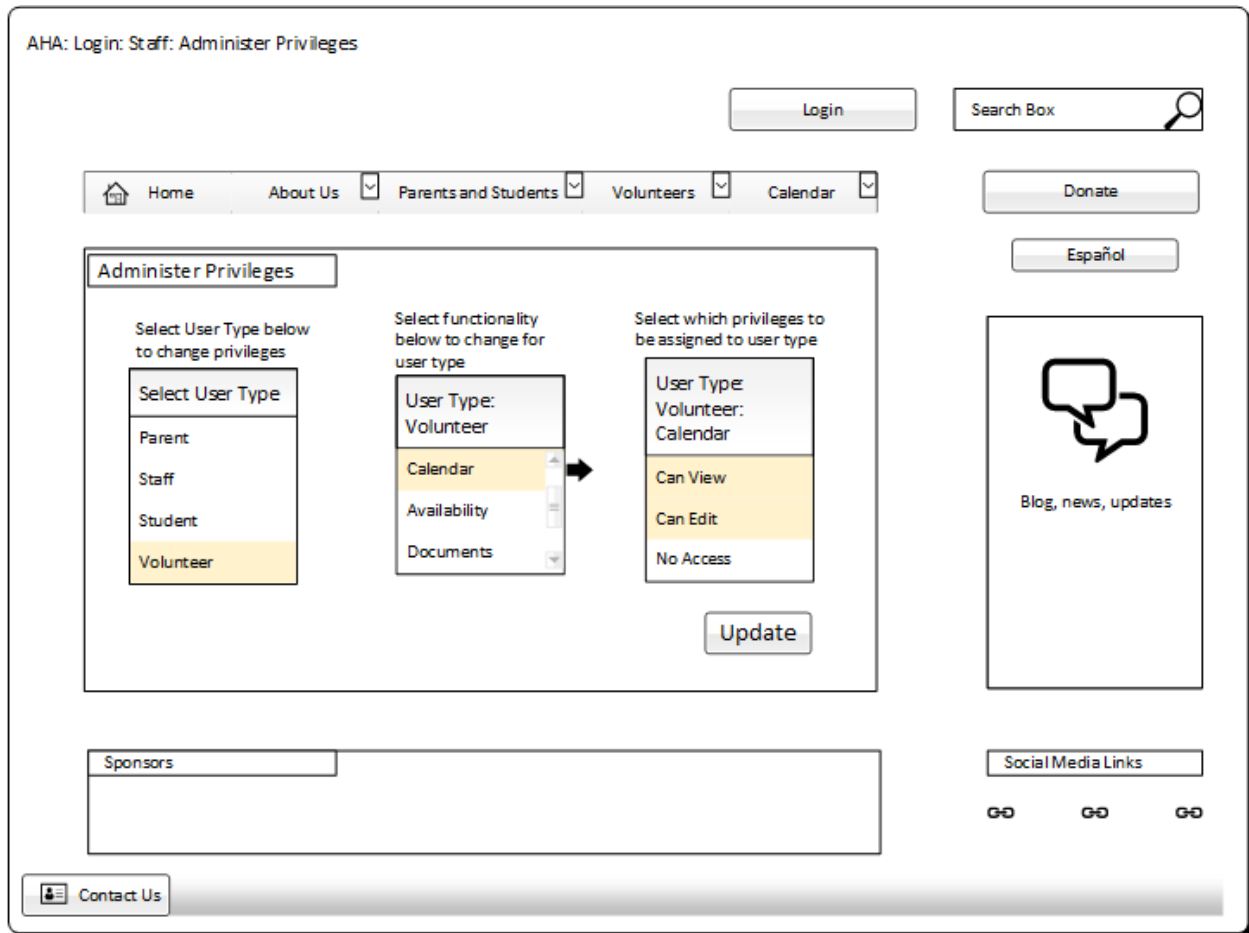 AHA: Login: Staff: Administer Privileges
Login
Search Box
Home
About Us
Parents and Students
Volunteers
Calendar
Donate
Español
Administer Privileges
Select User Type below
to change privileges
Select User Type
Parent
Staff
Student
Volunteer
Select functionality
below to change for
user type
User Type:
Volunteer
Calendar
Availability
Documents
Select which privileges to
be assigned to user type
User Type:
Volunteer:
Calendar
Can View
Can Edit
No Access
Update
Blog, news, updates
Sponsors
Social Media Links
Contact Us